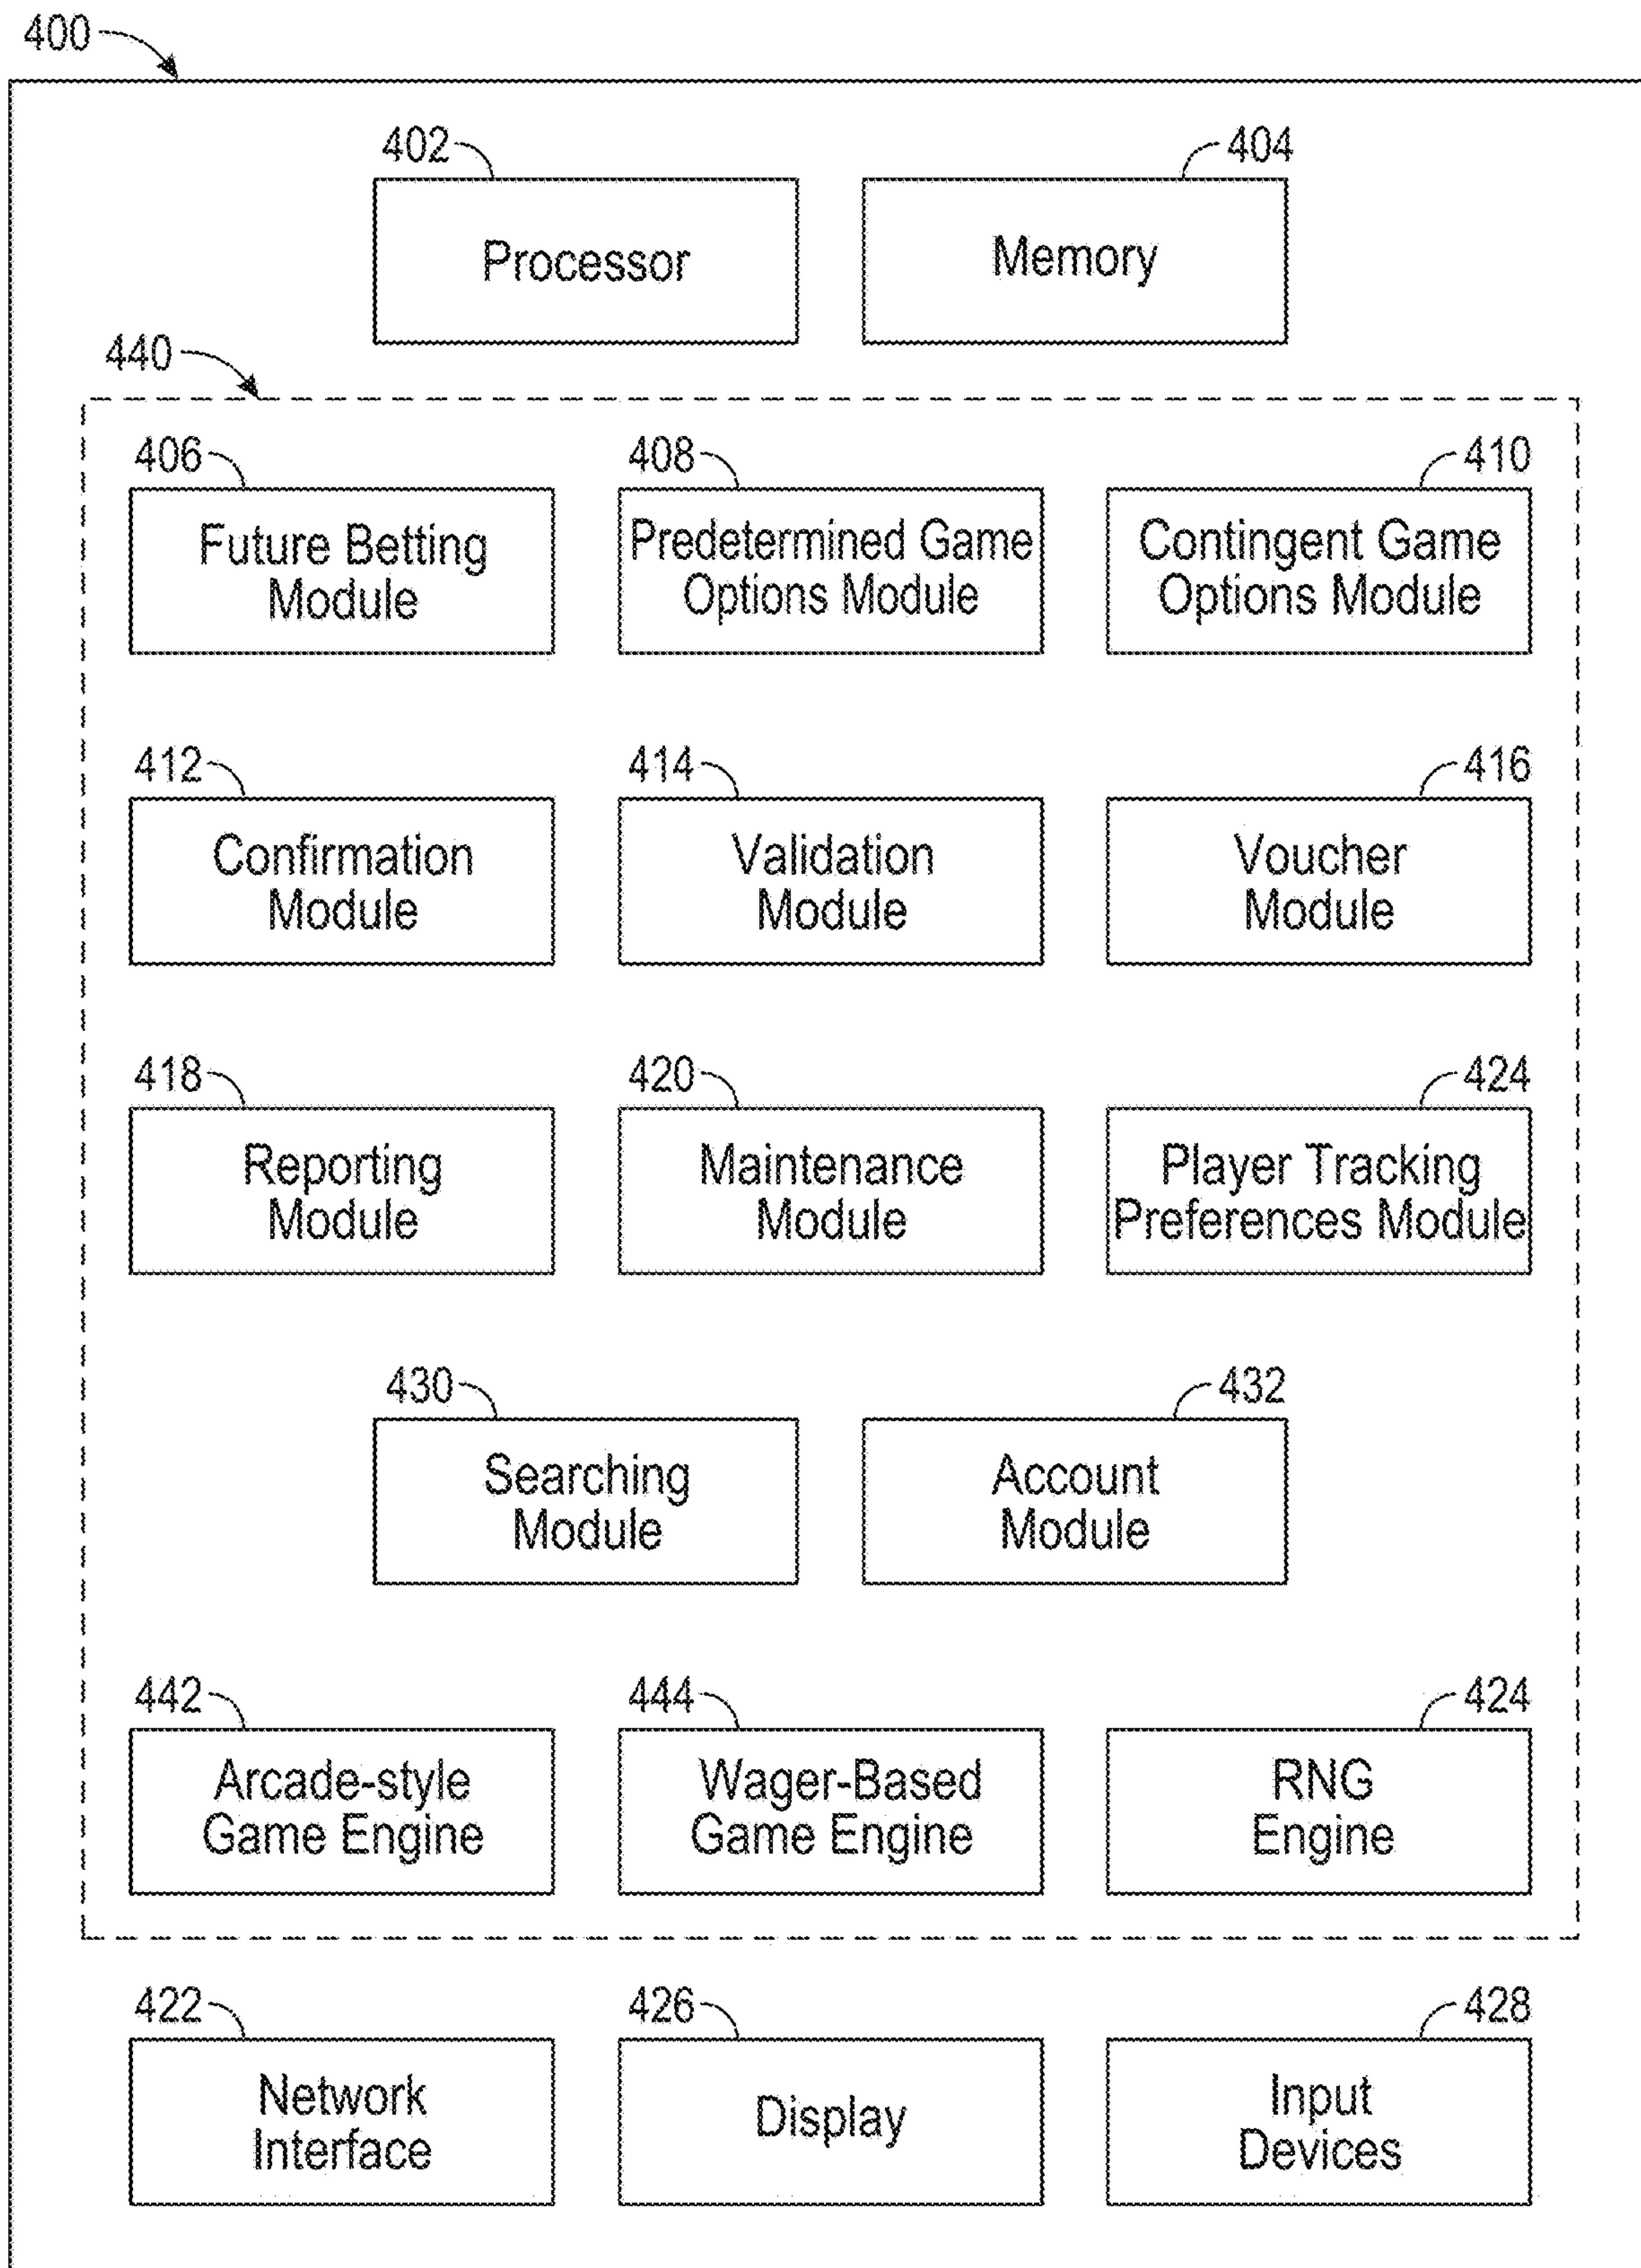 400
402
404
Processor
Memory
440
406
408
410
Future Betting
Module
Predetermined Game
Options Module
Contingent Game
Options Module
412
414
416
Confirmation
Module
Validation
Module
Voucher
Module
418
420
424
Reporting
Module
Maintenance
Module
Player Tracking
Preferences Module
430
432
Searching
Module
Account
Module
442
444
424
Arcade-style
Game Engine
Wager-Based
Game Engine
RNG
Engine
422
426
428
Network
Interface
Display
Input
Devices